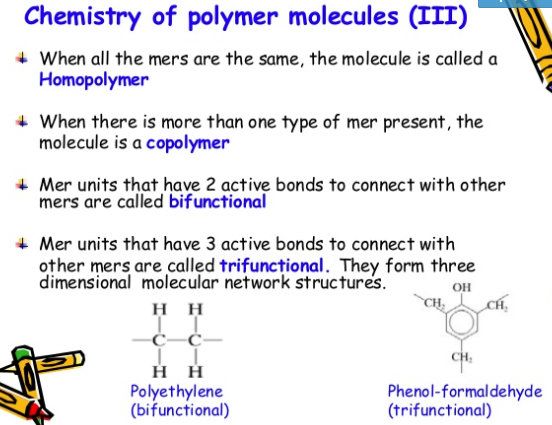 Chemistry of polymer molecules (III)
When all the mers are the same, the molecule is called a
Homopolymer
When there is more than one type of mer present, the
molecule is a copolymer
Mer units that have 2 active bonds to connect with other
mers are called bifunctional
Mer units that have 3 active bonds to connect with
other mers are called trifunctional. They form three
dimensional molecular network structures.
H H
C C
H H
Polyethylene
(bifunctional)
OH
CH₂ CH₂
CH₂
Phenol-formaldehyde
(trifunctional)